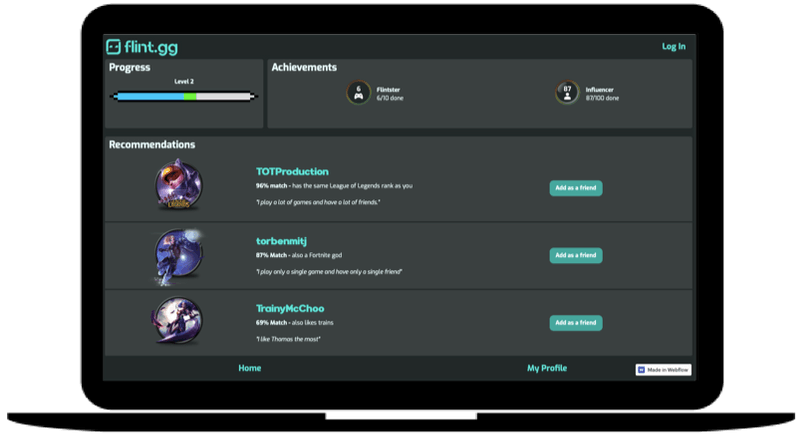 flint.gg
Log In
Progress
Level 2
Achievements
6
Flintster
6/10 done
87
Influencer
87/100 done
Recommendations
TOTProduction
96% match - has the same League of Legends rank as you
"I play a lot of games and have a lot of friends."
Add as a friend
torbenmitj
87% Match - also a Fortnite god
"I play only a single game and have only a single friend"
Add as a friend
TrainyMcChoo
69% Match - also likes trains
"I like Thomas the most"
Add as a friend
Home
My Profile
Made in Webflow